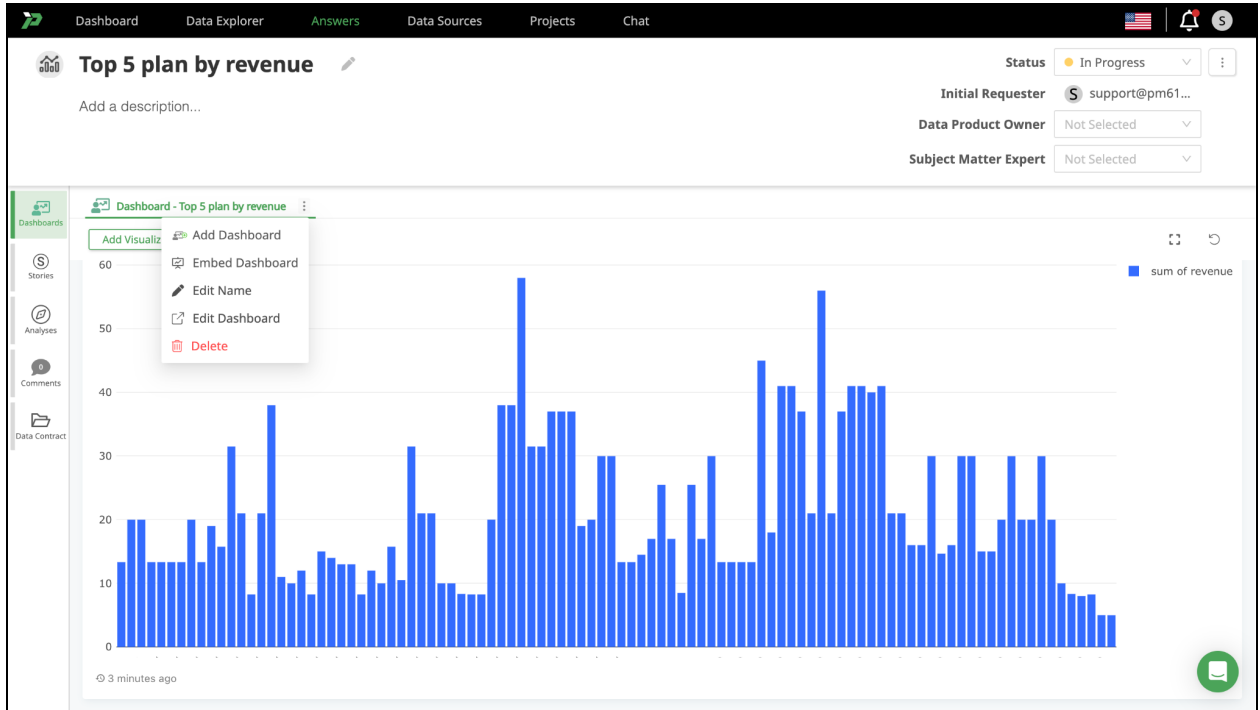 Dashboard Data Explorer Answers Data Sources Projects Chat S
Top 5 plan by revenue
Add a description...
Status In Progress
Initial Requester S support@pm61...
Data Product Owner Not Selected
Subject Matter Expert Not Selected
Dashboards
S
Stories
Analyses
0
Comments
Data Contract
Dashboard - Top 5 plan by revenue
Add Visualiz
Add Dashboard
Embed Dashboard
Edit Name
Edit Dashboard
Delete
sum of revenue
60
50
40
30
20
10
0
3 minutes ago